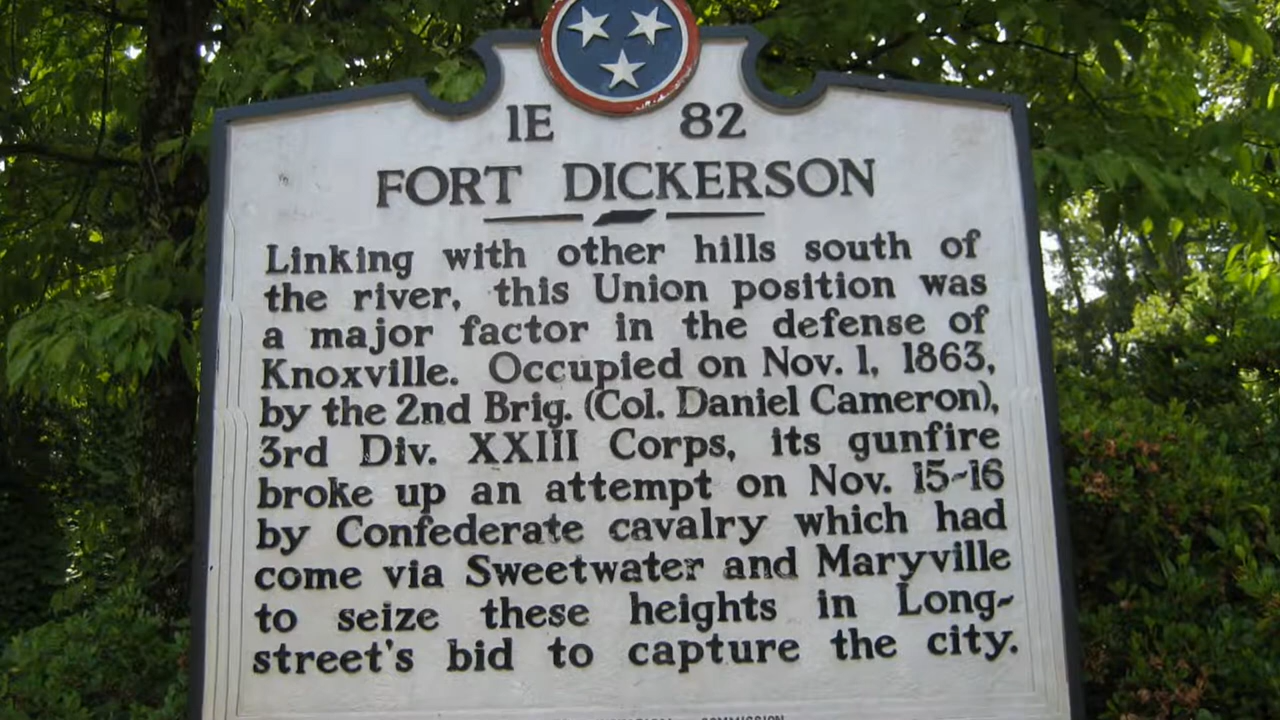 1E 82
FORT DICKERSON
Linking with other hills south of
the river, this Union position was
a major factor in the defense of
Knoxville. Occupied on Nov. 1, 1863,
by the 2nd Brig. (Col. Daniel Cameron),
3rd Div. XXIII Corps, its gunfire
broke up an attempt on Nov. 15-16
by Confederate cavalry which had
come via Sweetwater and Maryville
to seize these heights in Long-
street's bid to capture the city.
COMMISSION